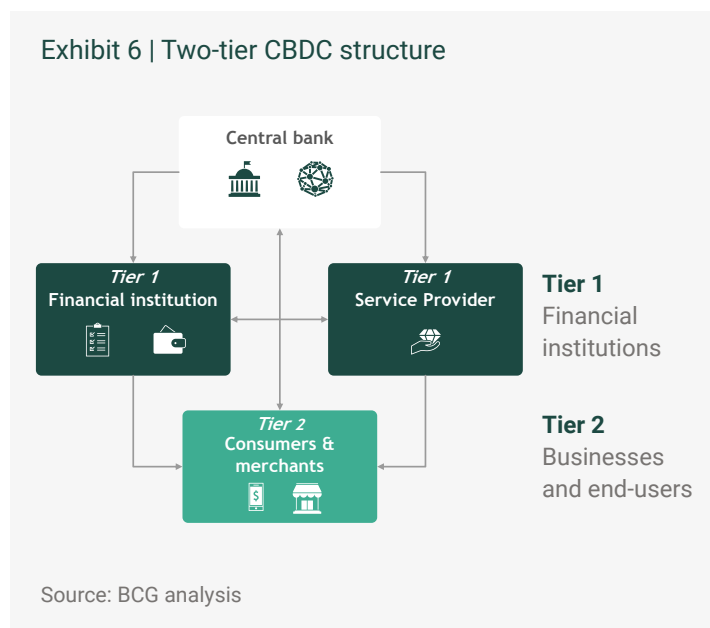 Exhibit 6 | Two-tier CBDC structure
Central bank
Tier 1
Financial institution
Tier 1
Service Provider
Tier 1
Financial
institutions
$
Tier 2
Consumers &
merchants
Tier 2
Businesses
and end-users
Source: BCG analysis